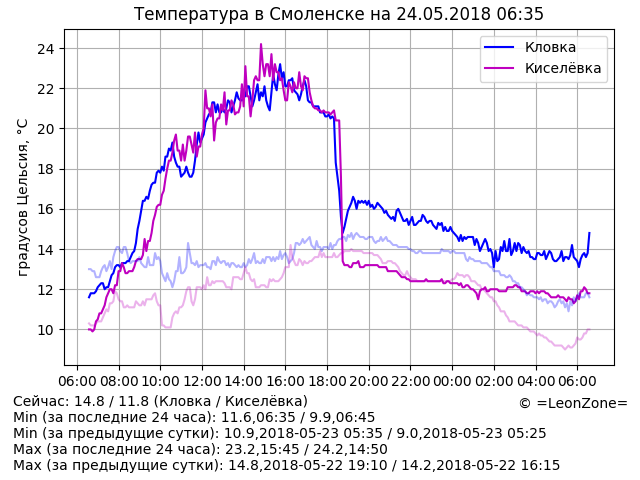 Температура в Смоленске на 24.05.2018 06:35
Кловка
Киселёвка
градусов Цельсия, °C
24
22
20
18
16
14
12
10
06:00 08:00 10:00 12:00 14:00 16:00 18:00 20:00 22:00 00:00 02:00 04:00 06:00
Сейчас: 14.8 / 11.8 (Кловка / Киселёвка)
© =LeonZone=
Min (за последние 24 часа): 11.6,06:35 / 9.9,06:45
Min (за предыдущие сутки): 10.9,2018-05-23 05:35 / 9.0,2018-05-23 05:25
Max (за последние 24 часа): 23.2,15:45 / 24.2,14:50
Max (за предыдущие сутки): 14.8,2018-05-22 19:10 / 14.2,2018-05-22 16:15